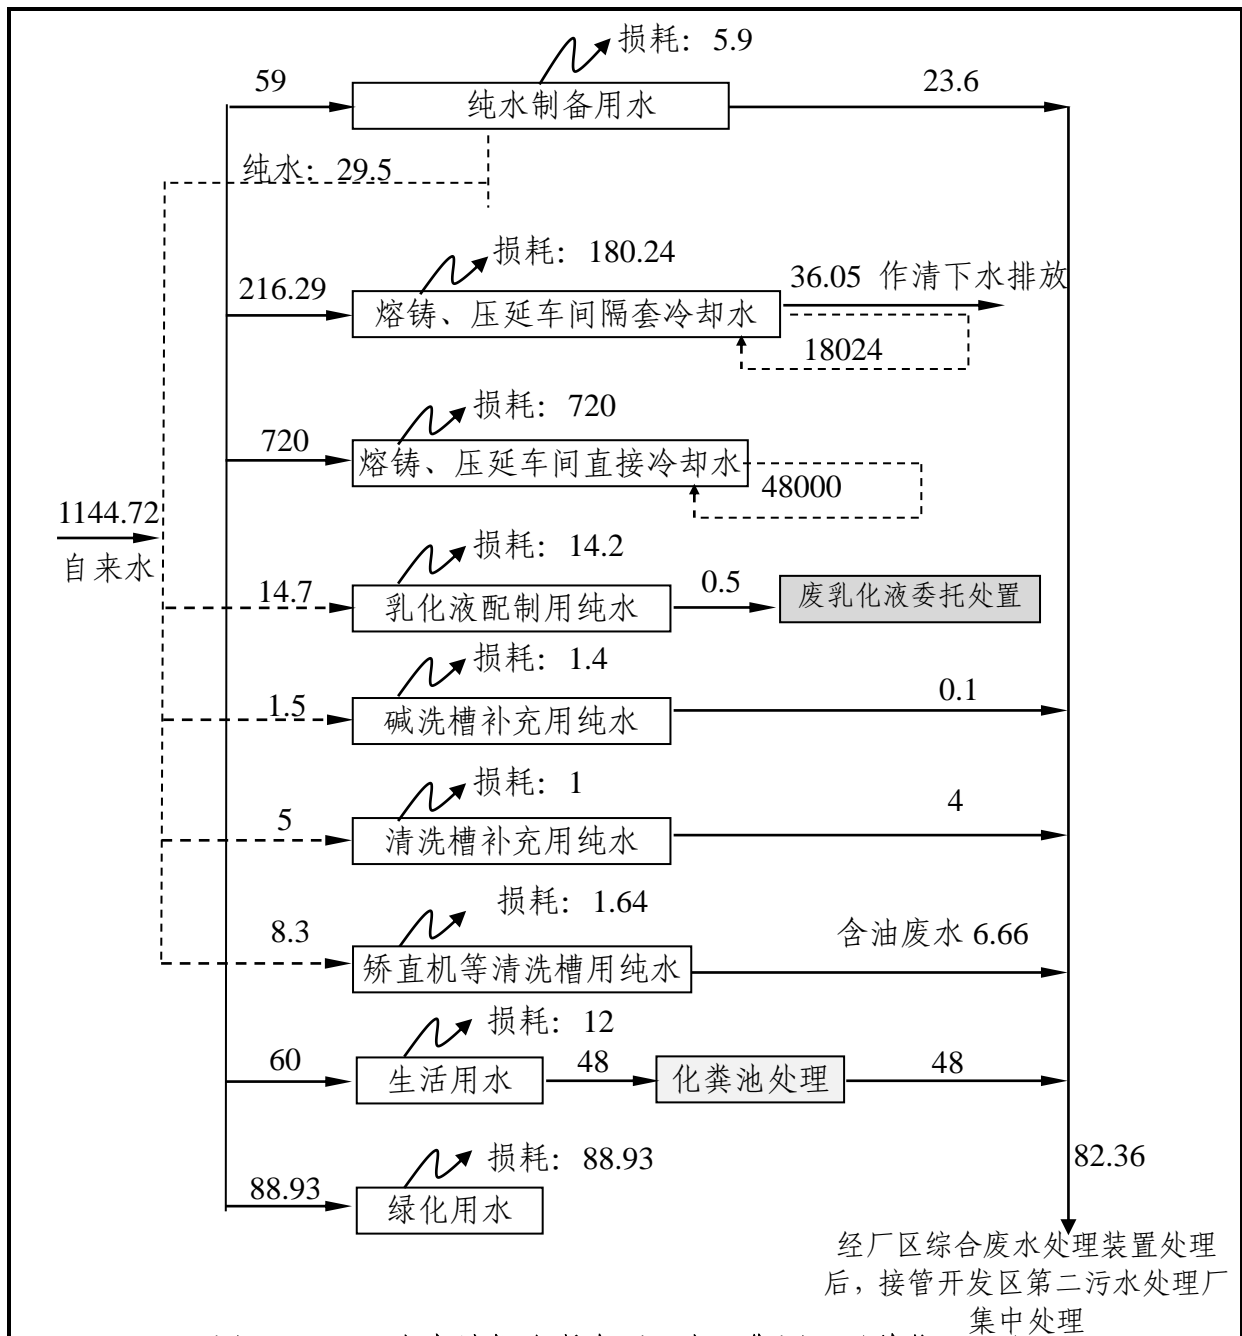 损耗：5.9
59
纯水制备用水
23.6
纯水：29.5
损耗：180.24
216.29
熔铸、压延车间隔套冷却水
36.05 作清下水排放
18024
损耗：720
720
熔铸、压延车间直接冷却水
48000
1144.72
自来水
损耗：14.2
14.7
乳化液配制用纯水
0.5
废乳化液委托处置
损耗：1.4
1.5
碱洗槽补充用纯水
0.1
损耗：1
5
清洗槽补充用纯水
4
损耗：1.64
8.3
矫直机等清洗槽用纯水
含油废水 6.66
损耗：12
60
生活用水
48
化粪池处理
48
损耗：88.93
88.93
绿化用水
82.36
经厂区综合废水处理装置处理
后，接管开发区第二污水处理厂
集中处理